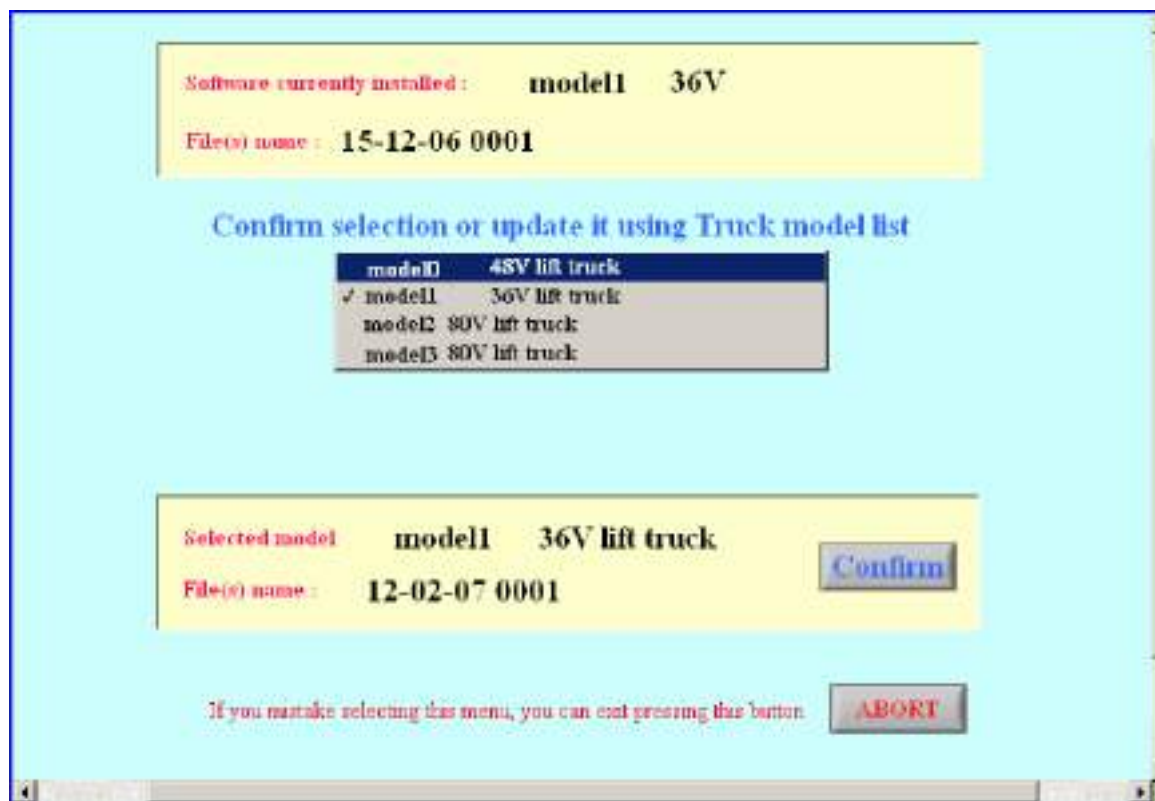 Software currently installed : model1 36V
File(s) name : 15-12-06 0001
Confirm selection or update it using Truck model list
model0 48V lift truck
✓ model1 36V lift truck
model2 80V lift truck
model3 80V lift truck
Selected model model1 36V lift truck
Confirm
File(s) name : 12-02-07 0001
If you mistake selecting this menu, you can exit pressing this button ABORT